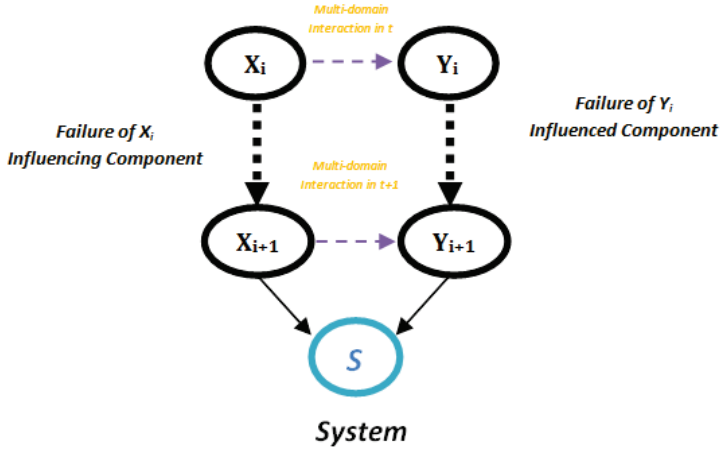 Multi-domain
Interaction in t
Xi
Yi
Failure of Xi
Influencing Component
Failure of Yi
Influenced Component
Multi-domain
Interaction in t+1
Xi+1
Yi+1
S
System